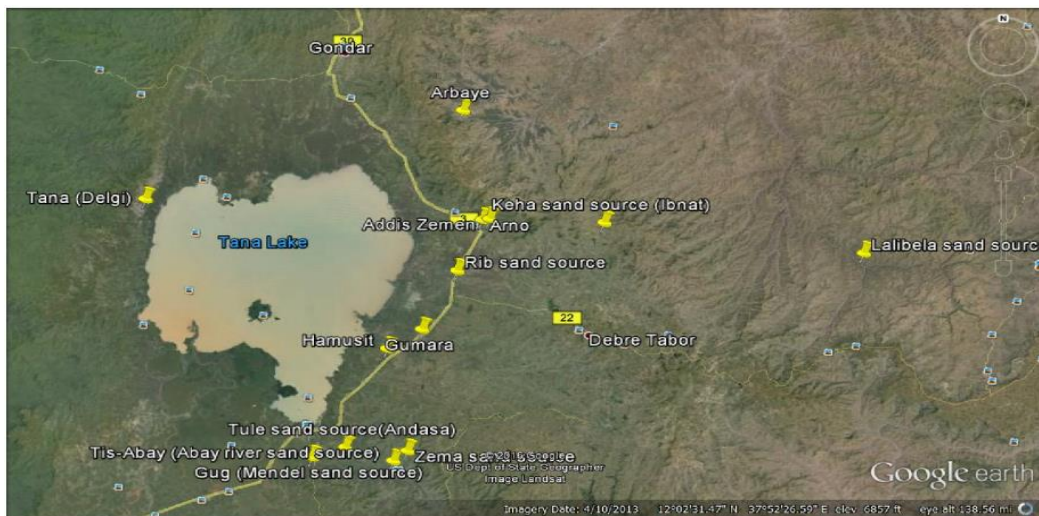 N
30
Gondar
Arbaye
Tana (Delgi)
Keha sand source (Ibnat)
3
Addis Zemen
Arno
Tana Lake
Lalibela sand sourc
Rib sand source
22
Hamusit
Gumara
Debre Tabor
Tule sand source(Andasa)
Tis-Abay (Abay river sand source)
Zema sand source
Gug (Mendel sand source)
Google
US Dept of State Geographer
Image Landsat
Google earth
Imagery Date: 4/10/2013 12°02'31.47" N 37°52'26.59" E elev 6857 ft eye alt 138.56 mi